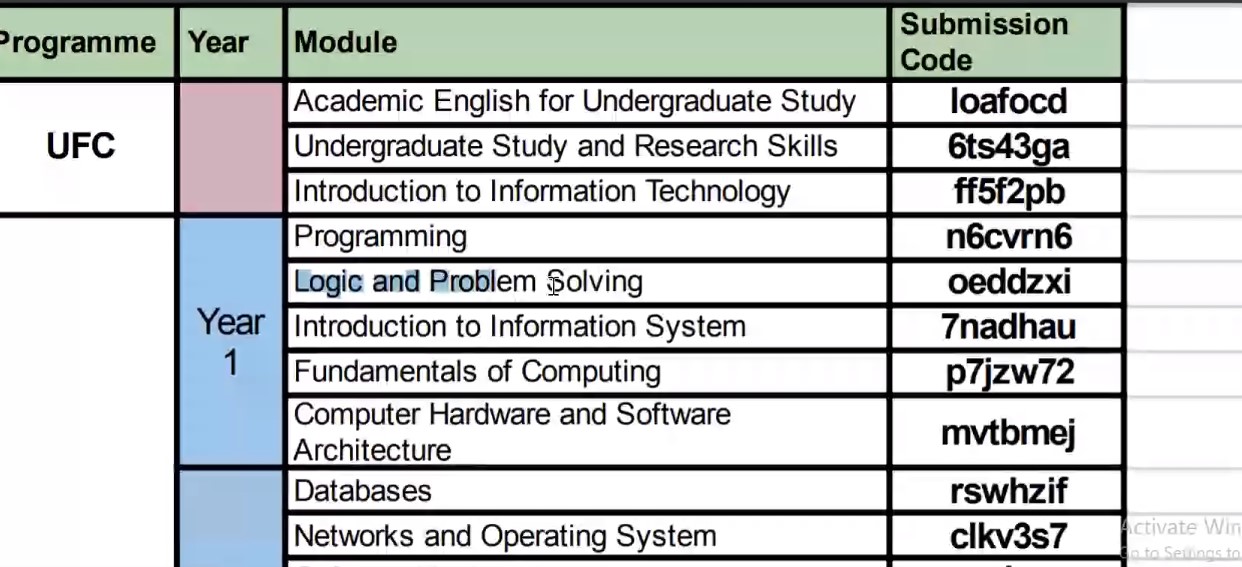 Programme Year Module Submission Code
Academic English for Undergraduate Study loafocd
UFC Undergraduate Study and Research Skills 6ts43ga
Introduction to Information Technology ff5f2pb
Programming n6cvrn6
Logic and Problem Solving oeddzxi
Year 1 Introduction to Information System 7nadhau
Fundamentals of Computing p7jzw72
Computer Hardware and Software
Architecture mvtbmej
Databases rswhzif
Networks and Operating System clkv3s7
Activate Win
Go to Settings to